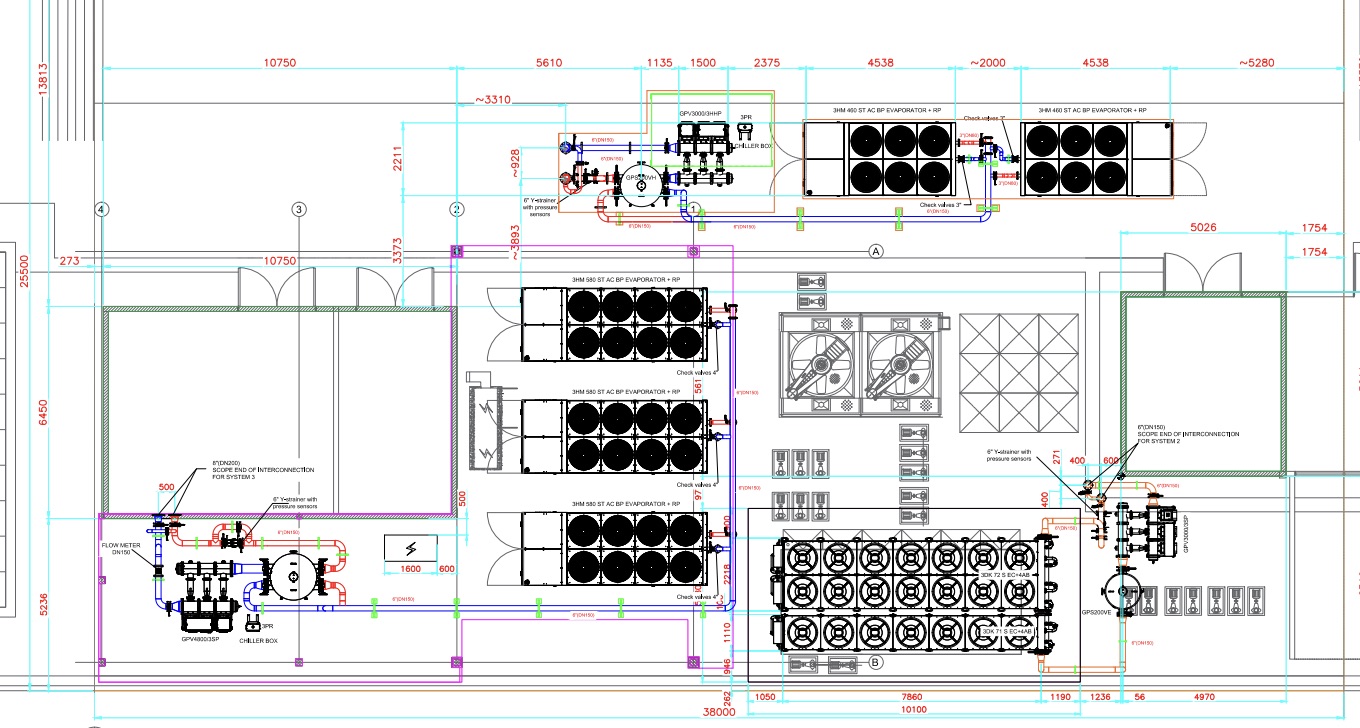 10750
5610
1135
1500
2375
4538
~2000
4538
~5280
13813
~3310
GPV3000/3HHP
3PR
CHILLER BOX
3HM 460 ST AC BP EVAPORATOR + RP
3HM 460 ST AC BP EVAPORATOR + RP
Check valves 3"
6"(DN150)
6"(DN150)
3"(DN80)
3"(DN80)
2211
~928
6" Y-strainer
with pressure
sensors
Check valves 3"
6"(DN150)
6"(DN150)
6"(DN150)
4
3
2
1
5026
1754
3373
~3893
A
273
10750
1754
25500
3HM 580 ST AC BP EVAPORATOR + RP
Check valves 4"
561
6"(DN150)
3HM 580 ST AC BP EVAPORATOR + RP
6450
6"(DN150)
SCOPE END OF INTERCONNECTION
FOR SYSTEM 2
6" Y-strainer with
pressure sensors
271
400
600
8"(DN200)
SCOPE END OF INTERCONNECTION
FOR SYSTEM 3
500
6" Y-strainer with
pressure sensors
500
Check valves 4"
6"(DN150)
97
400
3HM 580 ST AC BP EVAPORATOR + RP
6"(DN150)
6"(DN150)
GPV3000/3SP
FLOW METER
DN150
1600
600
2218
3DK 72 S EC+4AB
Check valves 4"
5236
6"(DN150)
6"(DN150)
GPS200VE
3PR
GPV4800/3SP
CHILLER BOX
1110
3DK 71 S EC+4AB
6"(DN150)
946
B
262
1050
7860
1190
1236
56
4970
38000
10100